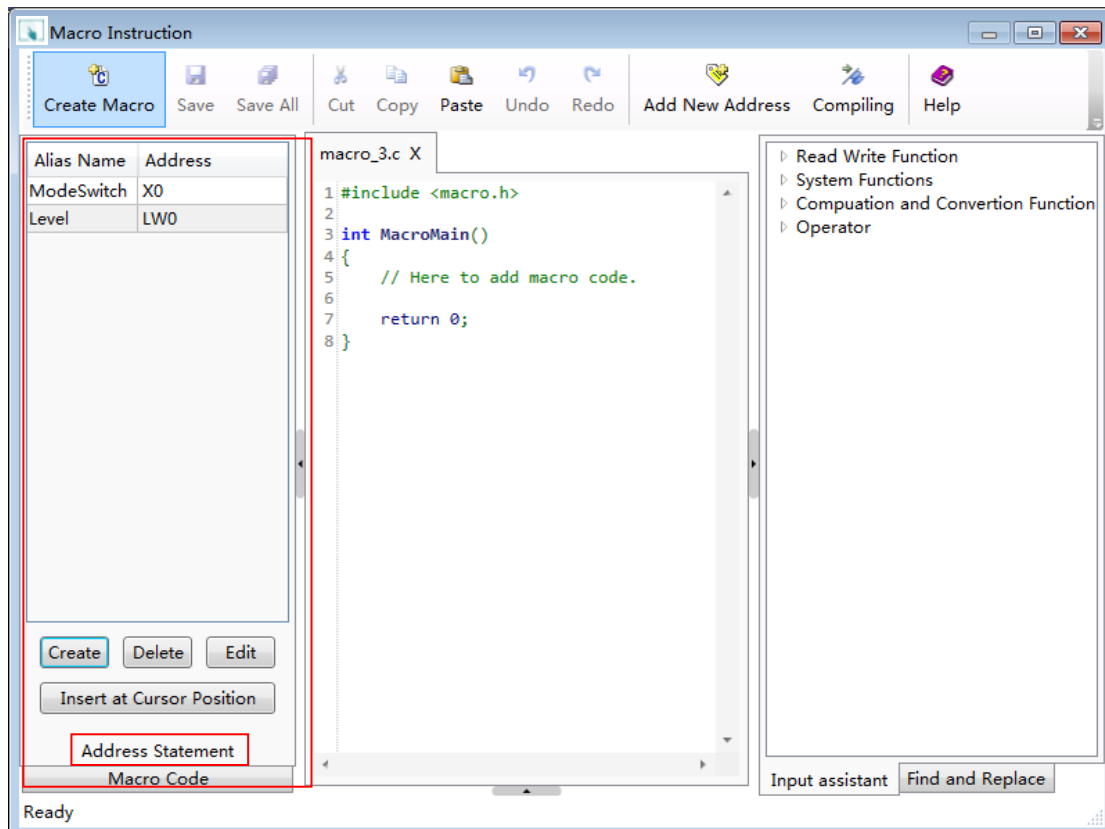 Macro Instruction
Create Macro Save Save All Cut Copy Paste Undo Redo Add New Address Compiling Help
Alias Name Address
ModeSwitch X0
Level LW0
Create Delete Edit
Insert at Cursor Position
Address Statement
Macro Code
macro_3.c X
1 #include <macro.h>
2
3 int MacroMain()
4 {
5 // Here to add macro code.
6
7 return 0;
8 }
Read Write Function
System Functions
Compuation and Convertion Function
Operator
Input assistant Find and Replace
Ready